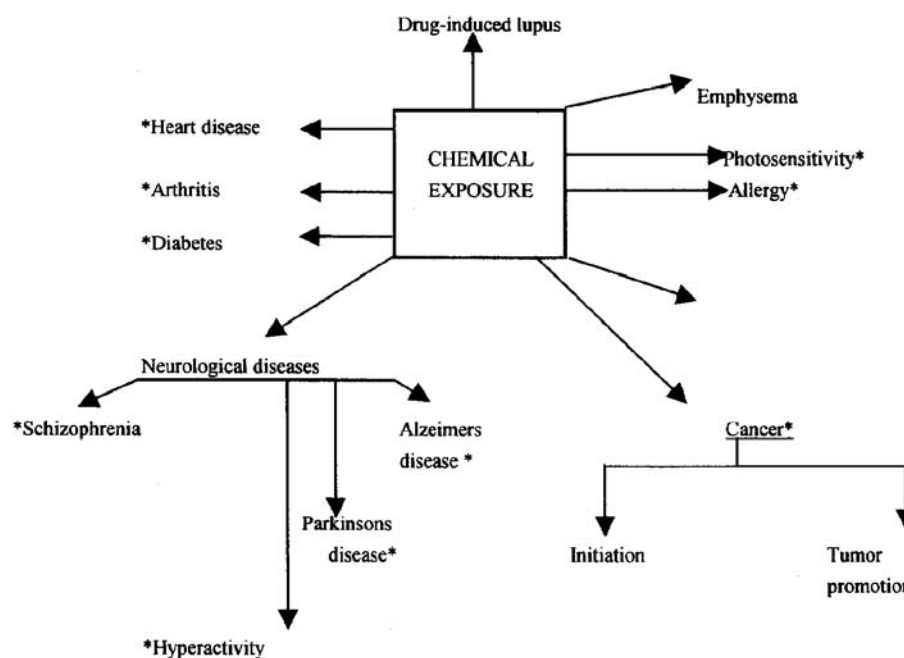 Drug-induced lupus
Emphysema
*Heart disease
CHEMICAL
EXPOSURE
Photosensitivity*
*Arthritis
Allergy*
*Diabetes
Neurological diseases
*Schizophrenia
Alzeimers
disease *
Cancer*
Parkinsons
disease*
Initiation
Tumor
promotion
*Hyperactivity